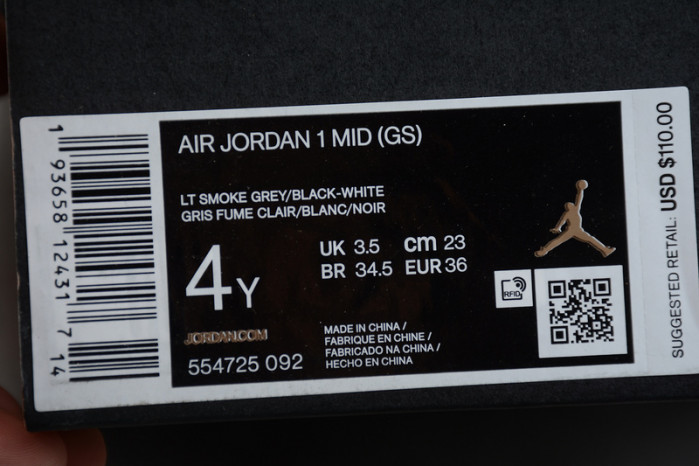 AIR JORDAN 1 MID (GS)
LT SMOKE GREY/BLACK-WHITE
GRIS FUME CLAIR/BLANC/NOIR
4Y
UK 3.5 cm 23
BR 34.5 EUR 36
RFID
JORDAN.COM
554725 092
MADE IN CHINA /
FABRIQUE EN CHINE /
FABRICADO NA CHINA /
HECHO EN CHINA
1 93658 12431 7 14
SUGGESTED RETAIL: USD $110.00